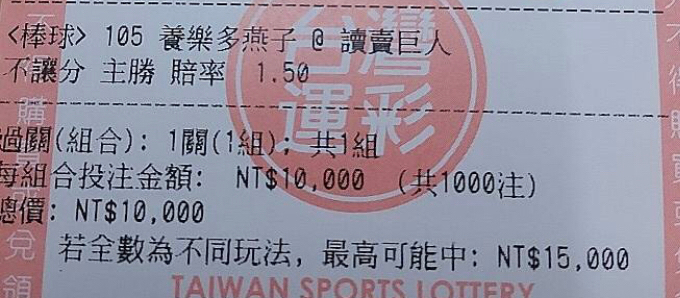 <棒球> 105 養樂多燕子 @ 讀賣巨人
不讓分 主勝 賠率 1.50
台灣
運彩
過關(組合): 1關(1組); 共1組
每組合投注金額: NT$10,000 (共1000注)
總價: NT$10,000
若全數為不同玩法, 最高可能中: NT$15,000
TAIWAN SPORTS LOTTERY